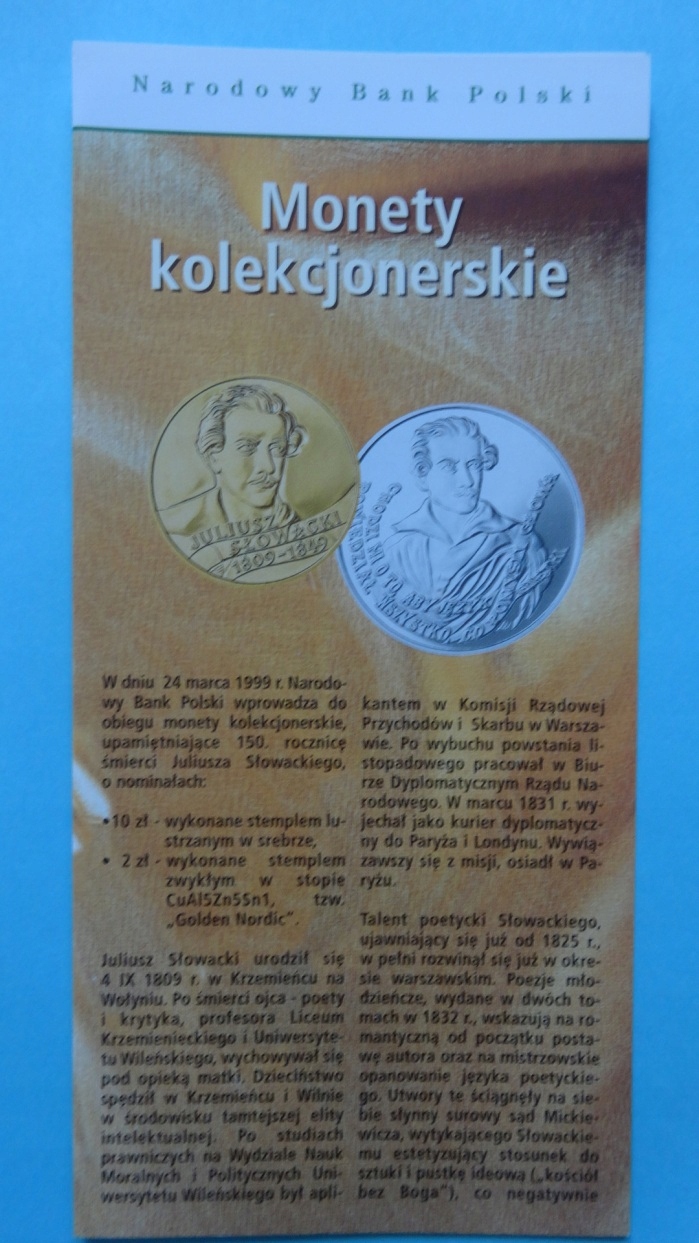 Narodowy Bank Polski
Monety
kolekcjonerskie
JULIUSZ
SŁOWACKI
1809-1849
CHODZI MI O TO, ABY JĘZYK
POWIEDZIAŁ WSZYSTKO, CO POMYŚLI GŁOWA
W dniu 24 marca 1999 r. Narodo-
wy Bank Polski wprowadza do
obiegu monety kolekcjonerskie,
upamiętniające 150. rocznicę
śmierci Juliusza Słowackiego,
o nominałach:
• 10 zł - wykonane stemplem lu-
strzanym w srebrze,
• 2 zł - wykonane stemplem
zwykłym w stopie
CuAl5Zn5Sn1, tzw.
„Golden Nordic".
Juliusz Słowacki urodził się
4 IX 1809 r. w Krzemieńcu na
Wołyniu. Po śmierci ojca - poety
i krytyka, profesora Liceum
Krzemienieckiego i Uniwersyte-
tu Wileńskiego, wychowywał się
pod opieką matki. Dzieciństwo
spędził w Krzemieńcu i Wilnie
w środowisku tamtejszej elity
intelektualnej. Po studiach
prawniczych na Wydziale Nauk
Moralnych i Politycznych Uni-
wersytetu Wileńskiego był apli-
kantem w Komisji Rządowej
Przychodów i Skarbu w Warsza-
wie. Po wybuchu powstania li-
stopadowego pracował w Biu-
rze Dyplomatycznym Rządu Na-
rodowego. W marcu 1831 r. wy-
jechał jako kurier dyplomatycz-
ny do Paryża i Londynu. Wywią-
zawszy się z misji, osiadł w Pa-
ryżu.
Talent poetycki Słowackiego,
ujawniający się już od 1825 r.,
w pełni rozwinął się już w okre-
sie warszawskim. Poezje mło-
dzieńcze, wydane w dwóch to-
mach w 1832 r., wskazują na ro-
mantyczną od początku posta-
wę autora oraz na mistrzowskie
opanowanie języka poetyckie-
go. Utwory te ściągnęły na sie-
bie słynny surowy sąd Mickie-
wicza, wytykającego Słowackie-
mu estetyzujący stosunek do
sztuki i pustkę ideową („kościół
bez Boga"), co negatywnie